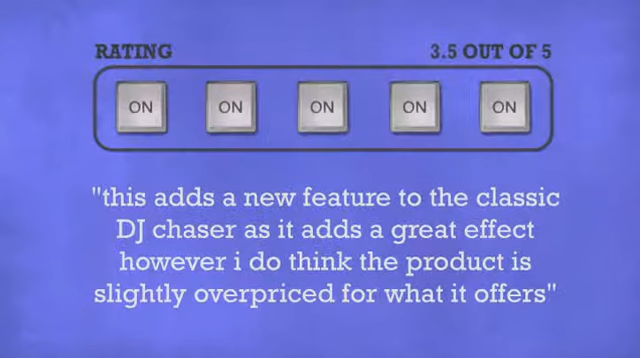 RATING 3.5 OUT OF 5
ON ON ON ON ON
"this adds a new feature to the classic
DJ chaser as it adds a great effect
however i do think the product is
slightly overpriced for what it offers"